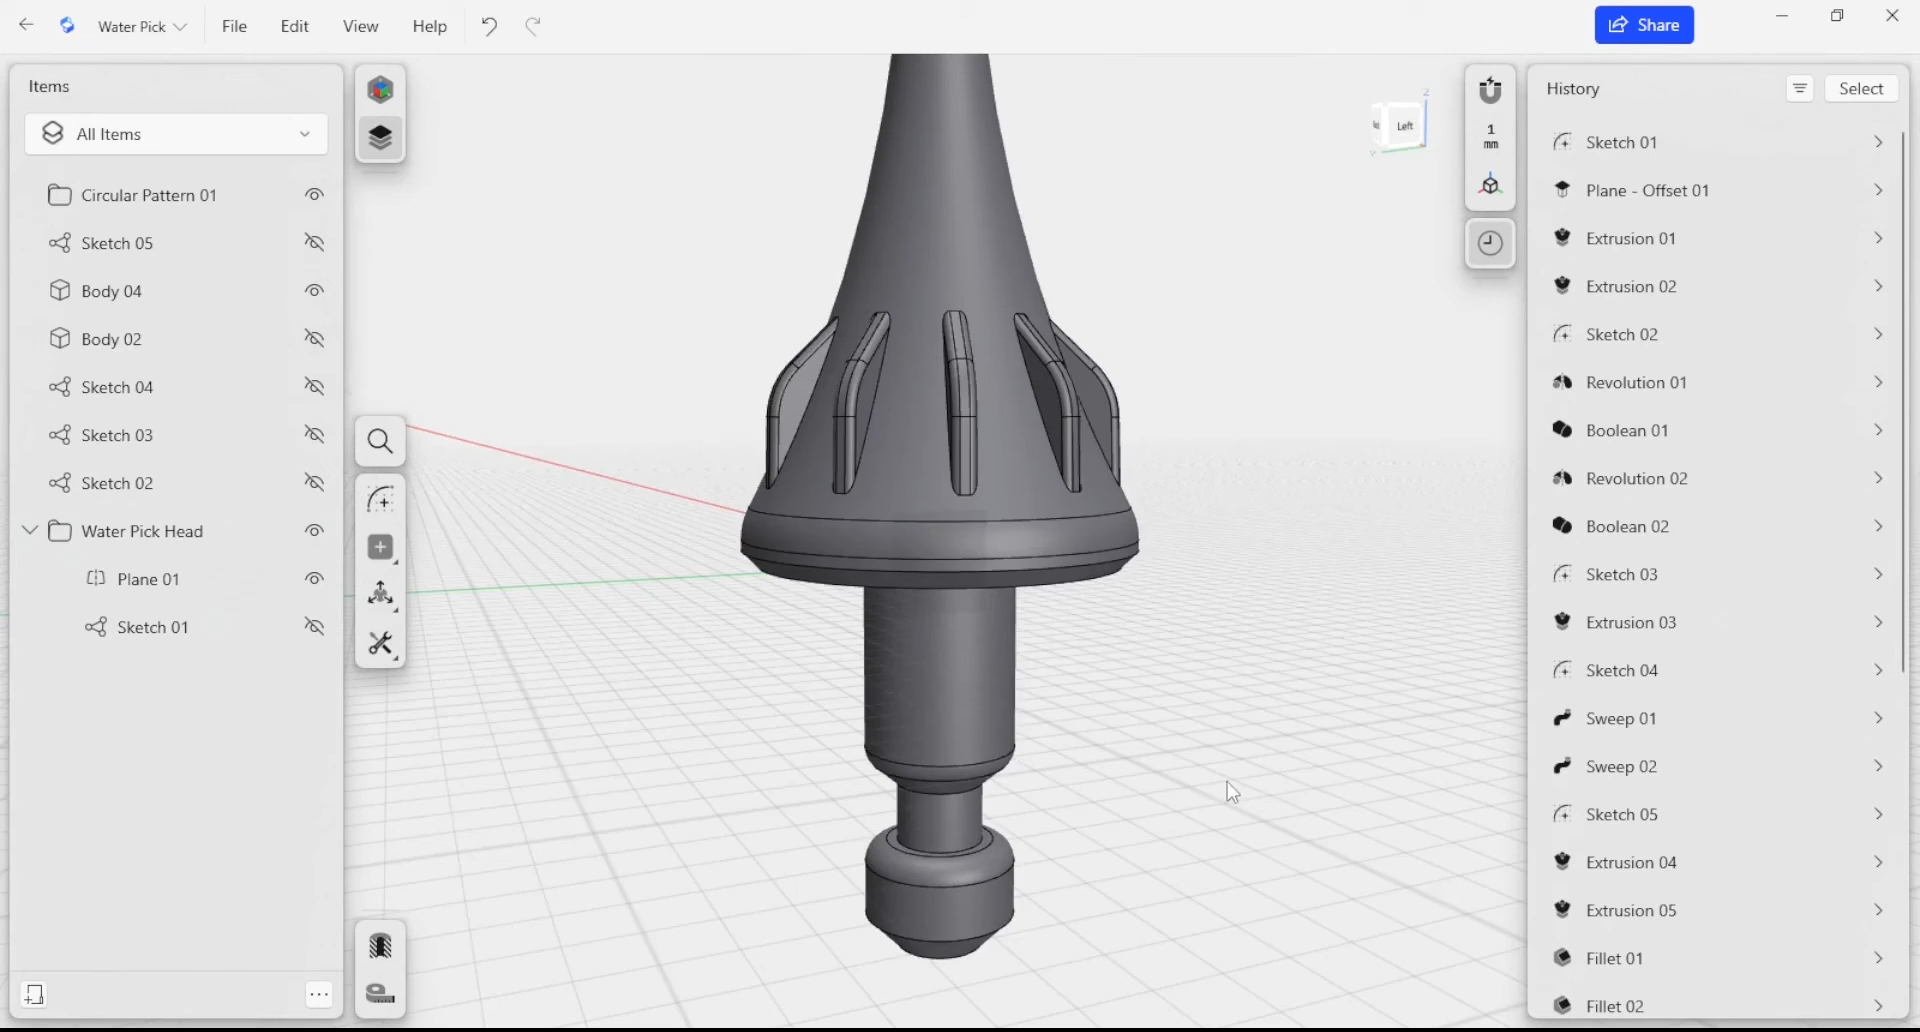 Water Pick
File
Edit
View
Help
Share
Items
All Items
Circular Pattern 01
Sketch 05
Body 04
Body 02
Sketch 04
Sketch 03
Sketch 02
Water Pick Head
Plane 01
Sketch 01
Z
Left
1
mm
History
Select
Sketch 01
Plane - Offset 01
Extrusion 01
Extrusion 02
Sketch 02
Revolution 01
Boolean 01
Revolution 02
Boolean 02
Sketch 03
Extrusion 03
Sketch 04
Sweep 01
Sweep 02
Sketch 05
Extrusion 04
Extrusion 05
Fillet 01
Fillet 02